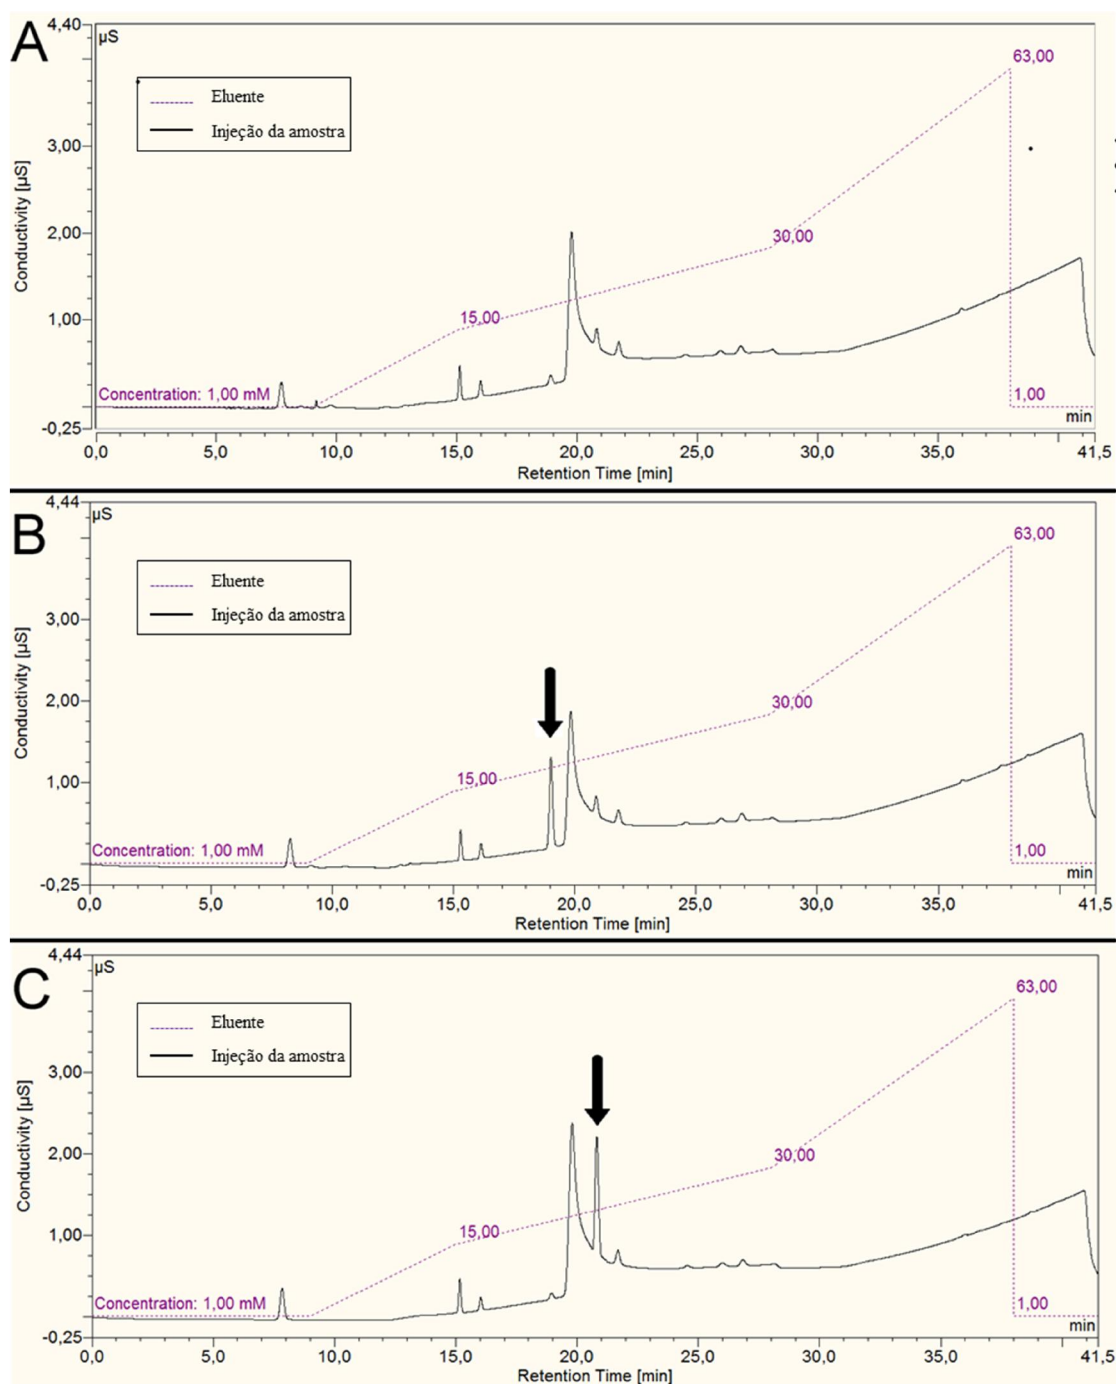 A
4,40
µS
Eluente
Injeção da amostra
63,00
3,00
2,00
30,00
15,00
1,00
Concentration: 1,00 mM
1,00
min
-0,25
0,0 5,0 10,0 15,0 20,0 25,0 30,0 35,0 41,5
Conductivity [µS]
Retention Time [min]
B
4,44
µS
Eluente
Injeção da amostra
63,00
3,00
2,00
30,00
15,00
1,00
Concentration: 1,00 mM
1,00
min
-0,25
0,0 5,0 10,0 15,0 20,0 25,0 30,0 35,0 41,5
Conductivity [µS]
Retention Time [min]
C
4,44
µS
Eluente
Injeção da amostra
63,00
3,00
2,00
30,00
15,00
1,00
Concentration: 1,00 mM
1,00
min
-0,25
0,0 5,0 10,0 15,0 20,0 25,0 30,0 35,0 41,5
Conductivity [µS]
Retention Time [min]